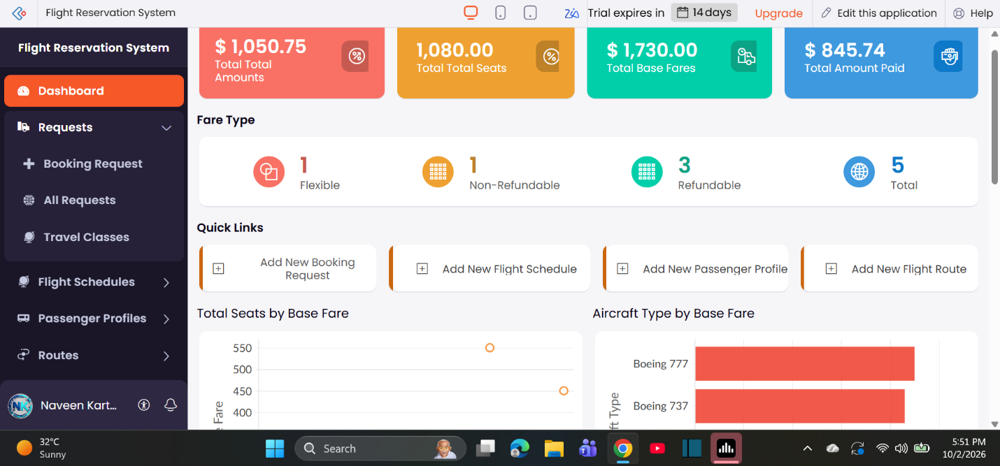 Flight Reservation System
Trial expires in
14 days
Upgrade
Edit this application
Help
Flight Reservation System
Dashboard
Requests
Booking Request
All Requests
Travel Classes
Flight Schedules
Passenger Profiles
Routes
Naveen Kart...
$ 1,050.75
Total Total
Amounts
1,080.00
Total Total Seats
$ 1,730.00
Total Base Fares
$ 845.74
Total Amount Paid
Fare Type
1
Flexible
1
Non-Refundable
3
Refundable
5
Total
Quick Links
Add New Booking
Request
Add New Flight Schedule
Add New Passenger Profile
Add New Flight Route
Total Seats by Base Fare
550
500
450
400
Fare
Aircraft Type by Base Fare
Boeing 777
Boeing 737
ft Type
32°C
Sunny
Search
5:51 PM
10/2/2026